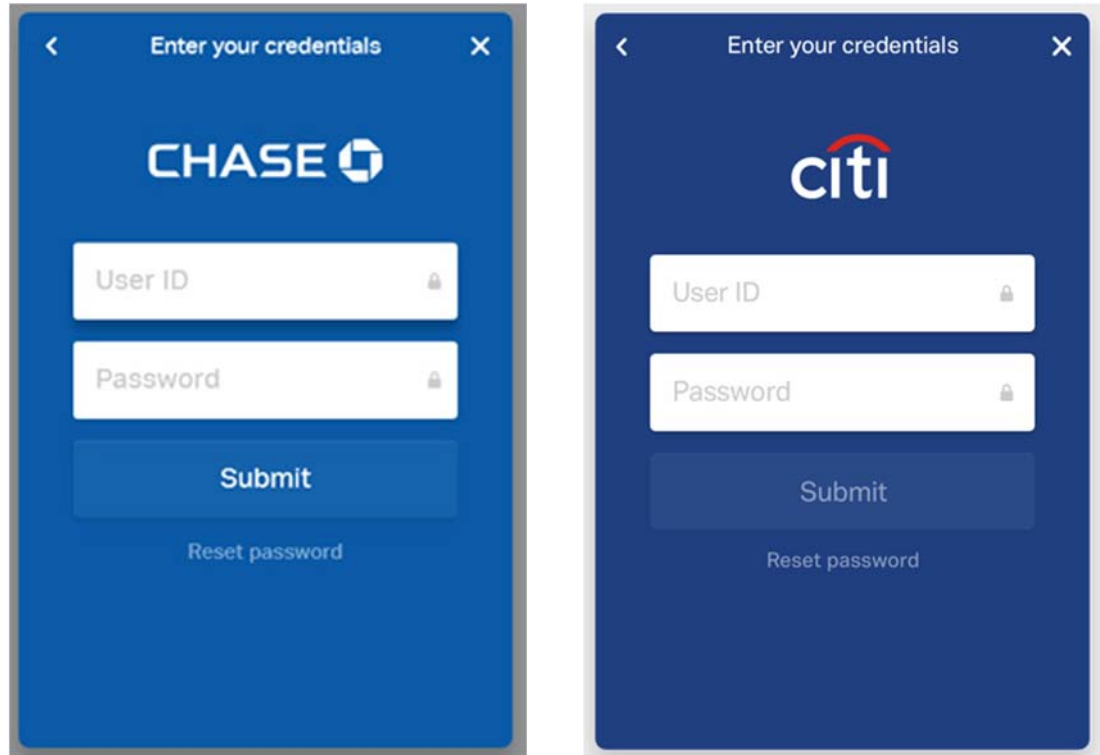 Enter your credentials
CHASE
User ID
Password
Submit
Reset password
Enter your credentials
citi
User ID
Password
Submit
Reset password